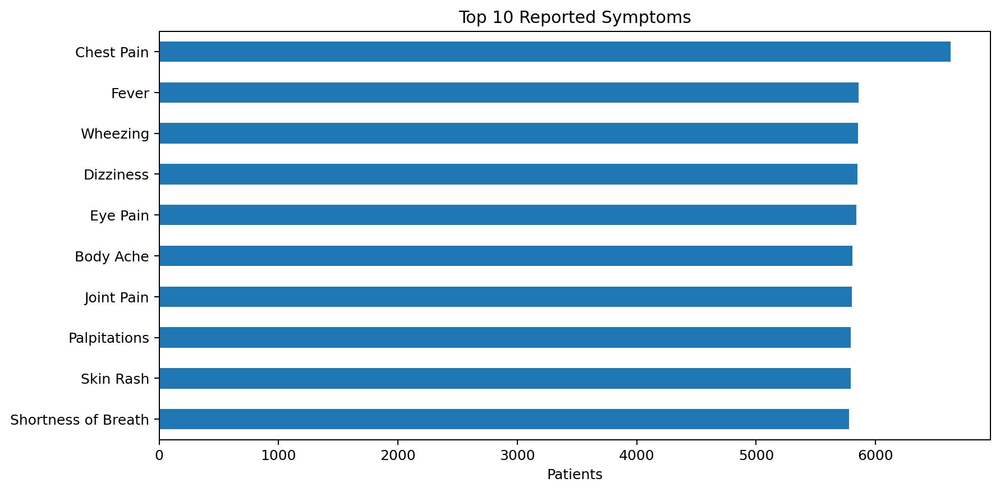 Top 10 Reported Symptoms
Chest Pain
Fever
Wheezing
Dizziness
Eye Pain
Body Ache
Joint Pain
Palpitations
Skin Rash
Shortness of Breath
0 1000 2000 3000 4000 5000 6000
Patients